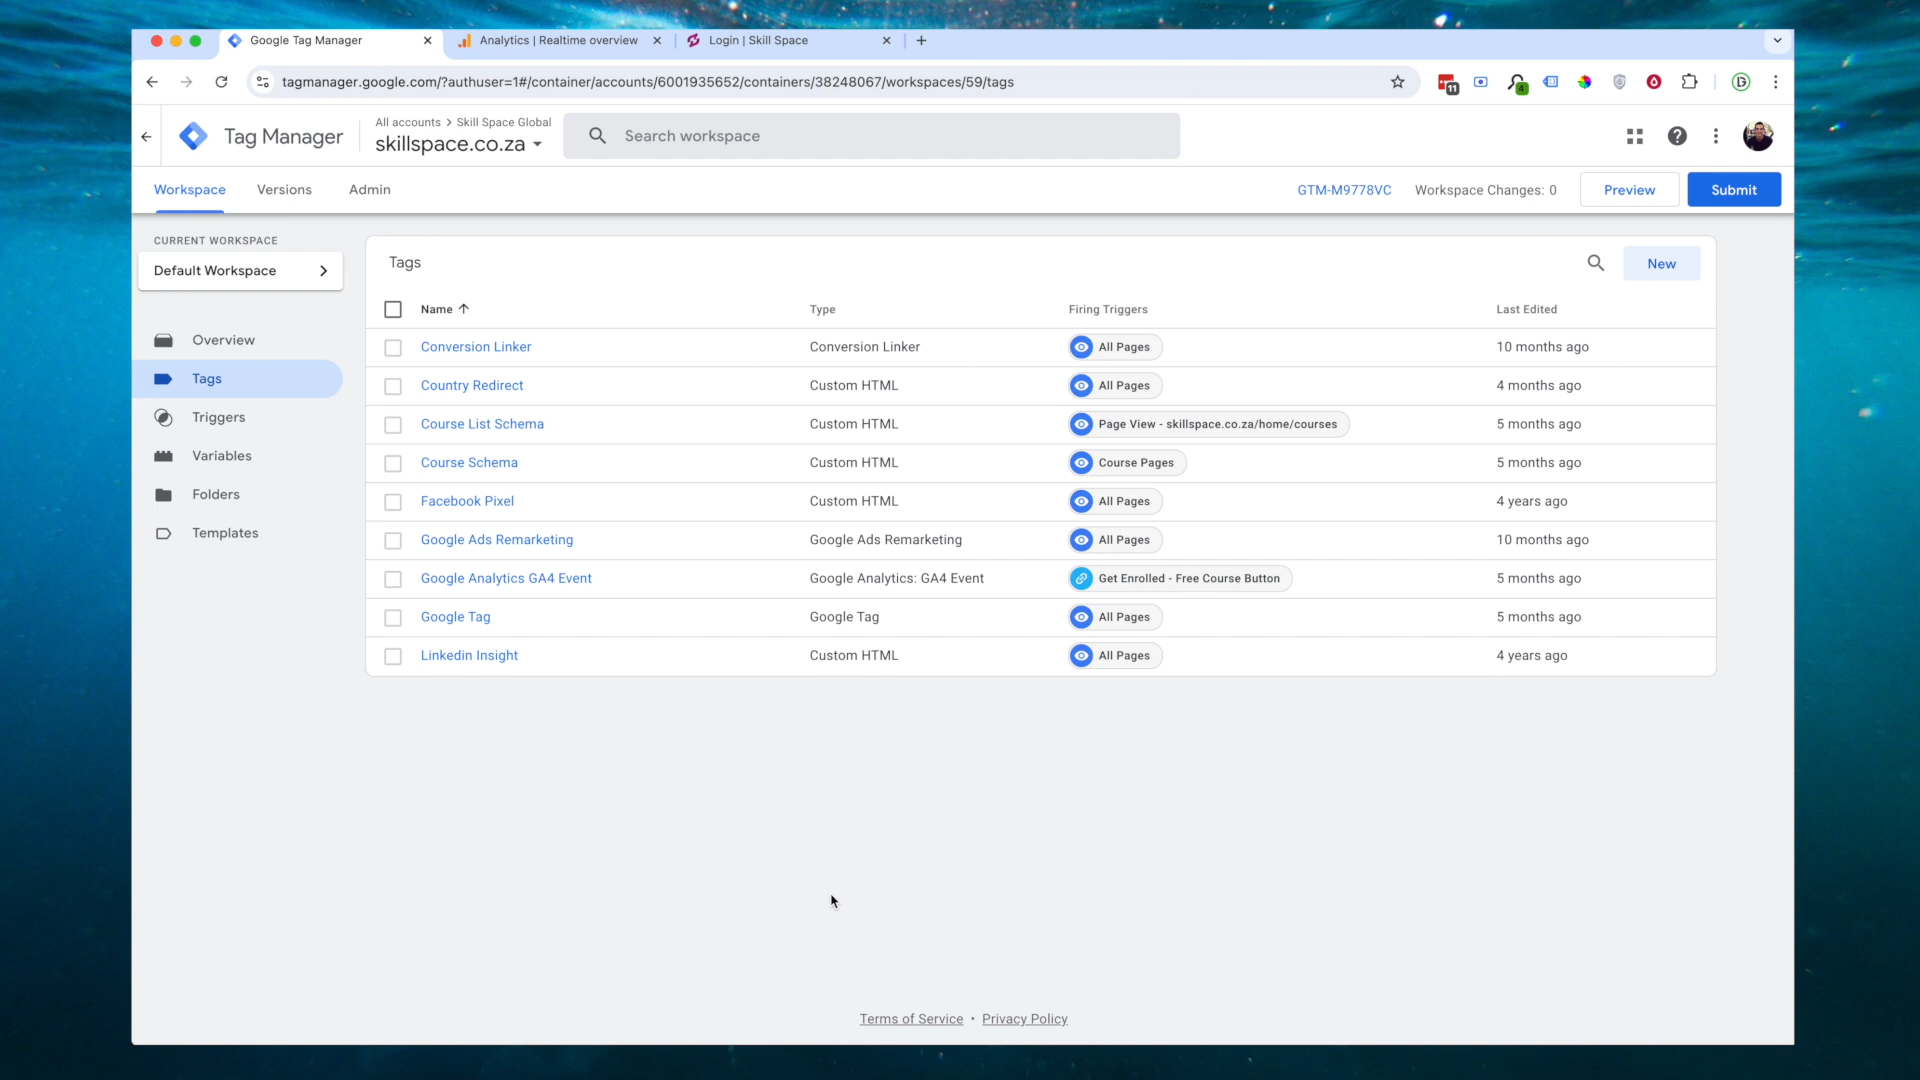 Google Tag Manager
Analytics | Realtime overview
Login | Skill Space
tagmanager.google.com/?authuser=1#/container/accounts/6001935652/containers/38248067/workspaces/59/tags
11
4
Tag Manager
All accounts > Skill Space Global
skillspace.co.za
Search workspace
Workspace
Versions
Admin
GTM-M9778VC
Workspace Changes: 0
Preview
Submit
CURRENT WORKSPACE
Default Workspace
Overview
Tags
Triggers
Variables
Folders
Templates
Tags
New
Name Type Firing Triggers Last Edited
Conversion Linker Conversion Linker All Pages 10 months ago
Country Redirect Custom HTML All Pages 4 months ago
Course List Schema Custom HTML Page View - skillspace.co.za/home/courses 5 months ago
Course Schema Custom HTML Course Pages 5 months ago
Facebook Pixel Custom HTML All Pages 4 years ago
Google Ads Remarketing Google Ads Remarketing All Pages 10 months ago
Google Analytics GA4 Event Google Analytics: GA4 Event Get Enrolled - Free Course Button 5 months ago
Google Tag Google Tag All Pages 5 months ago
Linkedin Insight Custom HTML All Pages 4 years ago
Terms of Service • Privacy Policy